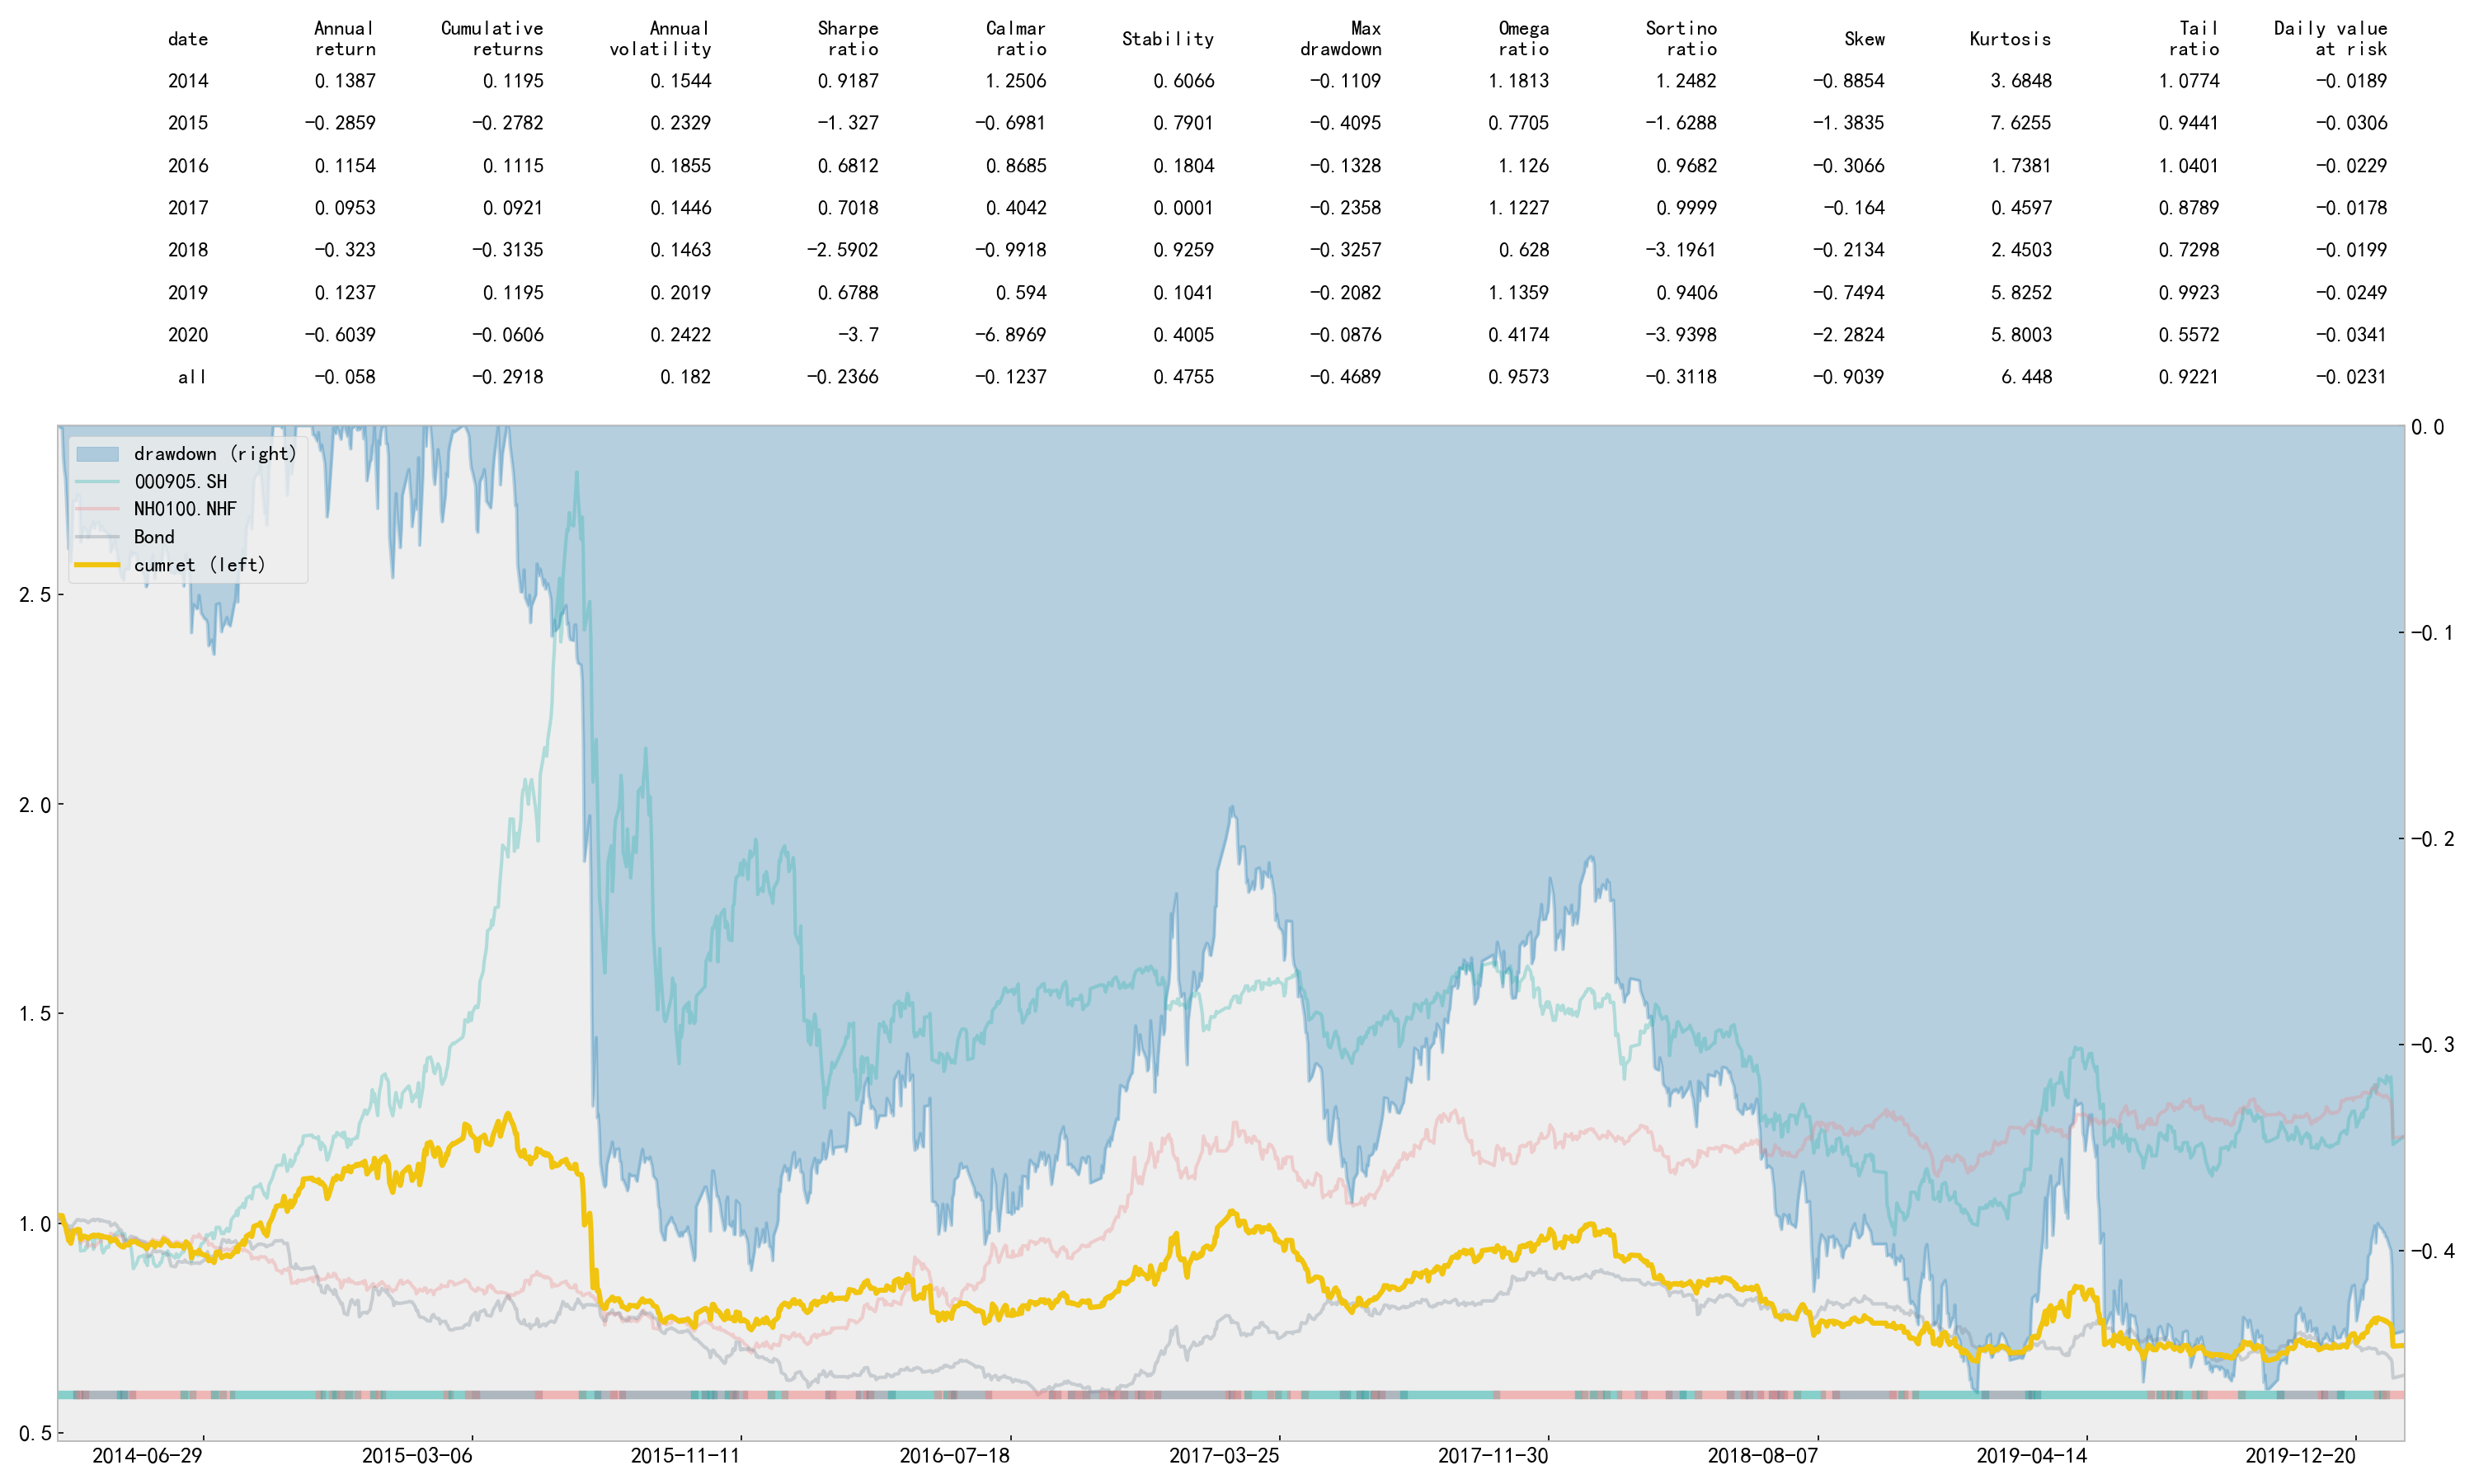 date Annual return Cumulative returns Annual volatility Sharpe ratio Calmar ratio Stability Max drawdown Omega ratio Sortino ratio Skew Kurtosis Tail ratio Daily value at risk
2014 0.1387 0.1195 0.1544 0.9187 1.2506 0.6066 -0.1109 1.1813 1.2482 -0.8854 3.6848 1.0774 -0.0189
2015 -0.2859 -0.2782 0.2329 -1.327 -0.6981 0.7901 -0.4095 0.7705 -1.6288 -1.3835 7.6255 0.9441 -0.0306
2016 0.1154 0.1115 0.1855 0.6812 0.8685 0.1804 -0.1328 1.126 0.9682 -0.3066 1.7381 1.0401 -0.0229
2017 0.0953 0.0921 0.1446 0.7018 0.4042 0.0001 -0.2358 1.1227 0.9999 -0.164 0.4597 0.8789 -0.0178
2018 -0.323 -0.3135 0.1463 -2.5902 -0.9918 0.9259 -0.3257 0.628 -3.1961 -0.2134 2.4503 0.7298 -0.0199
2019 0.1237 0.1195 0.2019 0.6788 0.594 0.1041 -0.2082 1.1359 0.9406 -0.7494 5.8252 0.9923 -0.0249
2020 -0.6039 -0.0606 0.2422 -3.7 -6.8969 0.4005 -0.0876 0.4174 -3.9398 -2.2824 5.8003 0.5572 -0.0341
all -0.058 -0.2918 0.182 -0.2366 -0.1237 0.4755 -0.4689 0.9573 -0.3118 -0.9039 6.448 0.9221 -0.0231
drawdown (right)
000905.SH
NH0100.NHF
Bond
cumret (left)
2.5
2.0
1.5
1.0
0.5
0.0
-0.1
-0.2
-0.3
-0.4
2014-06-29 2015-03-06 2015-11-11 2016-07-18 2017-03-25 2017-11-30 2018-08-07 2019-04-14 2019-12-20